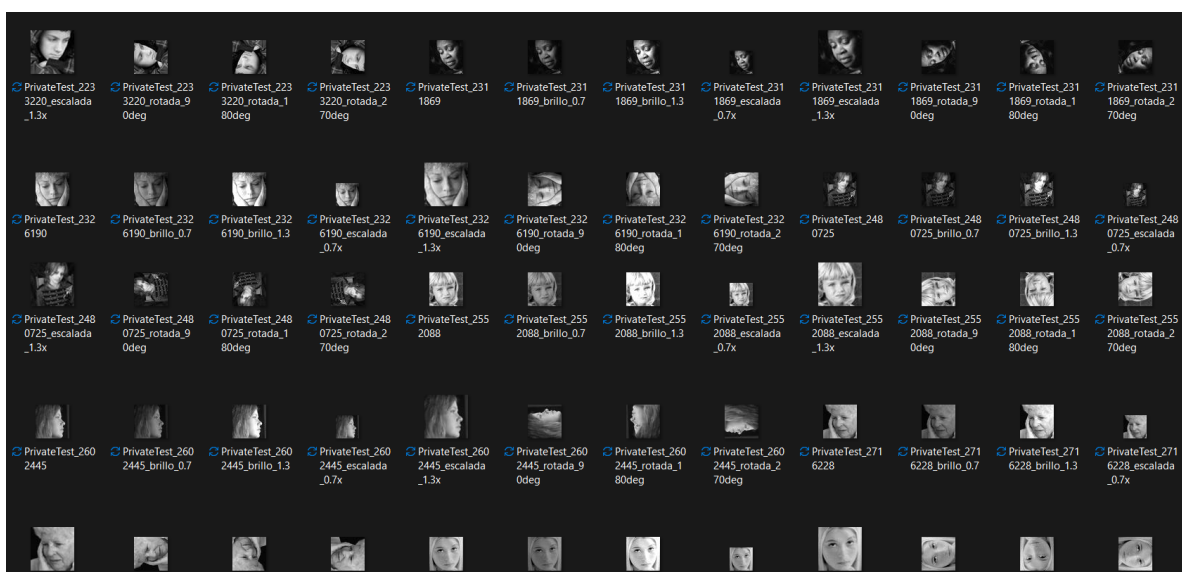 PrivateTest_223
3220_escalada
_1.3x
PrivateTest_223
3220_rotada_9
0deg
PrivateTest_223
3220_rotada_1
80deg
PrivateTest_223
3220_rotada_2
70deg
PrivateTest_231
1869
PrivateTest_231
1869_brillo_0.7
PrivateTest_231
1869_brillo_1.3
PrivateTest_231
1869_escalada
_0.7x
PrivateTest_231
1869_escalada
_1.3x
PrivateTest_231
1869_rotada_9
0deg
PrivateTest_231
1869_rotada_1
80deg
PrivateTest_231
1869_rotada_2
70deg
PrivateTest_232
6190
PrivateTest_232
6190_brillo_0.7
PrivateTest_232
6190_brillo_1.3
PrivateTest_232
6190_escalada
_0.7x
PrivateTest_232
6190_escalada
_1.3x
PrivateTest_232
6190_rotada_9
0deg
PrivateTest_232
6190_rotada_1
80deg
PrivateTest_232
6190_rotada_2
70deg
PrivateTest_248
0725
PrivateTest_248
0725_brillo_0.7
PrivateTest_248
0725_brillo_1.3
PrivateTest_248
0725_escalada
_0.7x
PrivateTest_248
0725_escalada
_1.3x
PrivateTest_248
0725_rotada_9
0deg
PrivateTest_248
0725_rotada_1
80deg
PrivateTest_248
0725_rotada_2
70deg
PrivateTest_255
2088
PrivateTest_255
2088_brillo_0.7
PrivateTest_255
2088_brillo_1.3
PrivateTest_255
2088_escalada
_0.7x
PrivateTest_255
2088_escalada
_1.3x
PrivateTest_255
2088_rotada_9
0deg
PrivateTest_255
2088_rotada_1
80deg
PrivateTest_255
2088_rotada_2
70deg
PrivateTest_260
2445
PrivateTest_260
2445_brillo_0.7
PrivateTest_260
2445_brillo_1.3
PrivateTest_260
2445_escalada
_0.7x
PrivateTest_260
2445_escalada
_1.3x
PrivateTest_260
2445_rotada_9
0deg
PrivateTest_260
2445_rotada_1
80deg
PrivateTest_260
2445_rotada_2
70deg
PrivateTest_271
6228
PrivateTest_271
6228_brillo_0.7
PrivateTest_271
6228_brillo_1.3
PrivateTest_271
6228_escalada
_0.7x